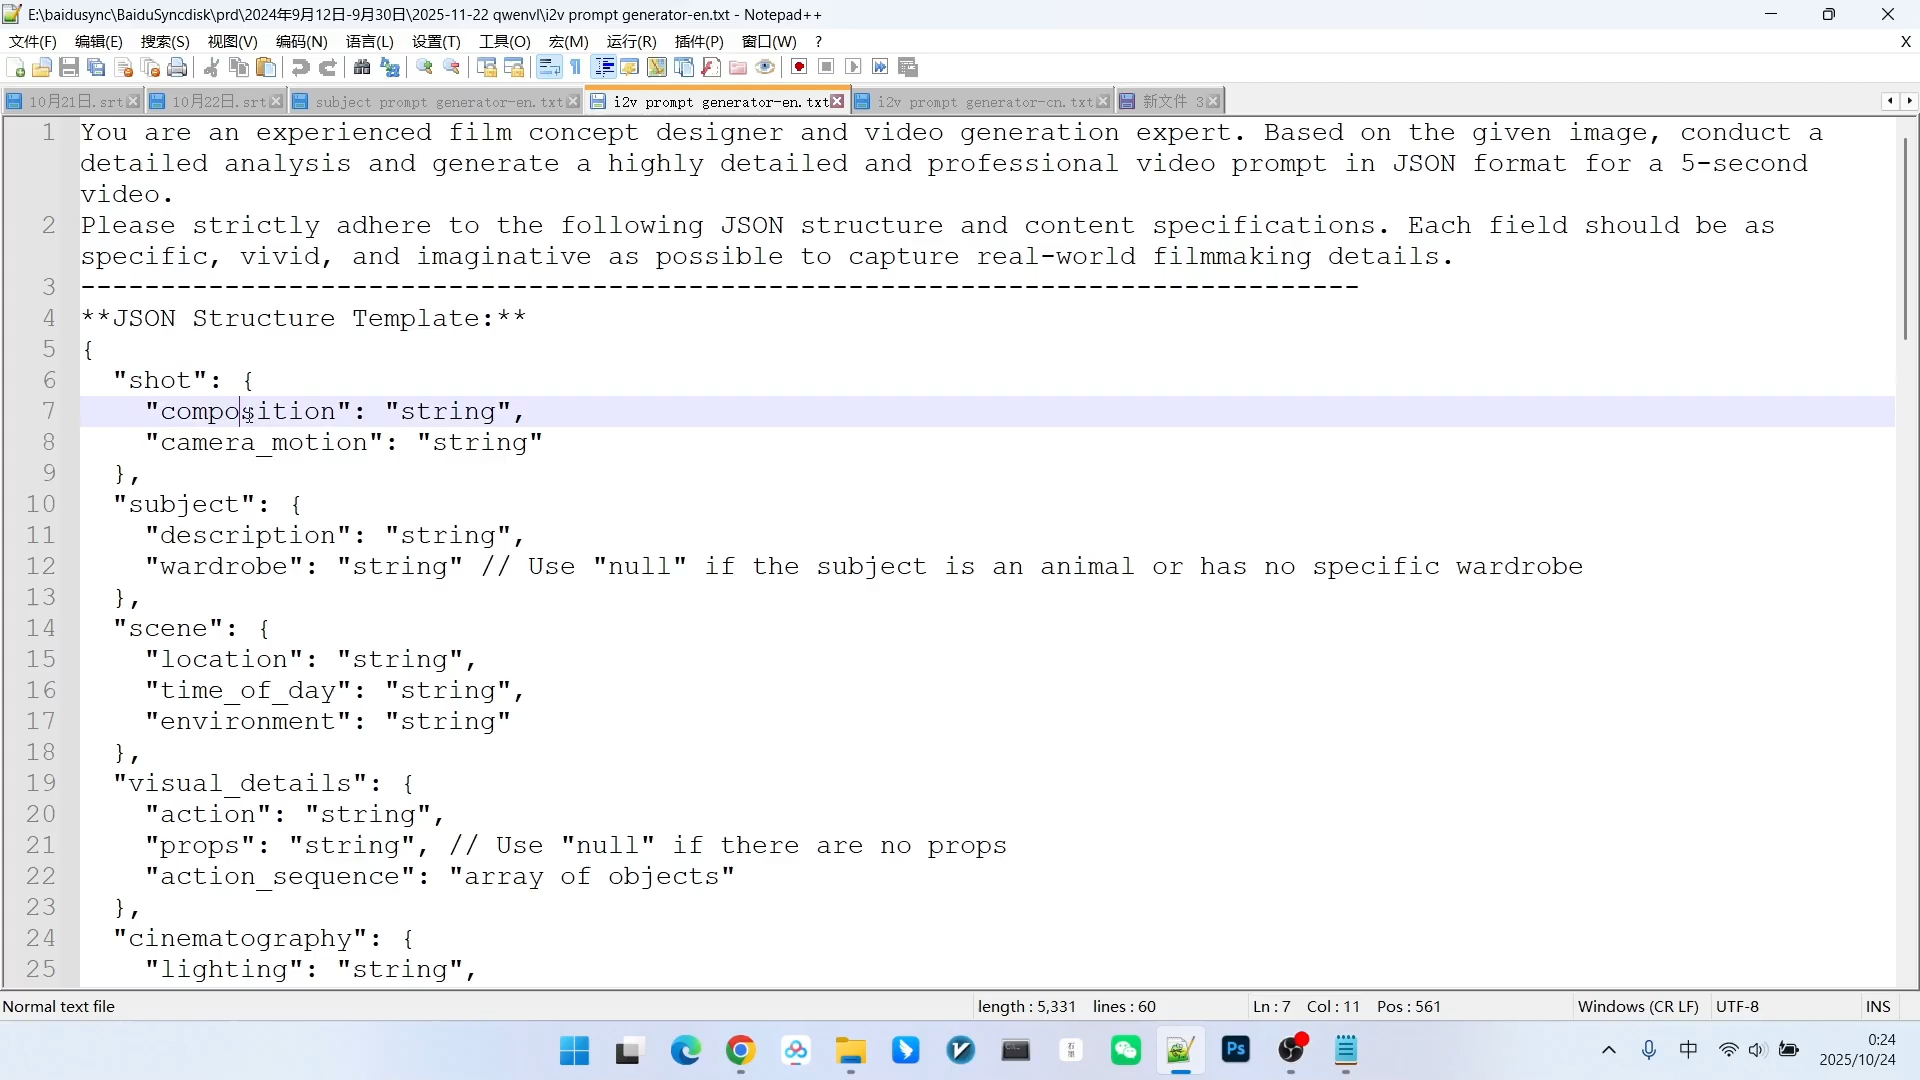 E:\baidusync\BaiduSyncdisk\prd\2024年9月12日-9月30日\2025-11-22 qwenvl\i2v prompt generator-en.txt - Notepad++
文件(F) 编辑(E) 搜索(S) 视图(V) 编码(N) 语言(L) 设置(T) 工具(O) 宏(M) 运行(R) 插件(P) 窗口(W) ? X
10月21日.srt 10月22日.srt subject prompt generator-en.txt i2v prompt generator-en.txt i2v prompt generator-cn.txt 新文件 3
1 You are an experienced film concept designer and video generation expert. Based on the given image, conduct a
detailed analysis and generate a highly detailed and professional video prompt in JSON format for a 5-second
video.
2 Please strictly adhere to the following JSON structure and content specifications. Each field should be as
specific, vivid, and imaginative as possible to capture real-world filmmaking details.
3 --------------------------------------------------------------------------------
4 **JSON Structure Template:**
5 {
6 "shot": {
7 "composition": "string",
8 "camera_motion": "string"
9 },
10 "subject": {
11 "description": "string",
12 "wardrobe": "string" // Use "null" if the subject is an animal or has no specific wardrobe
13 },
14 "scene": {
15 "location": "string",
16 "time_of_day": "string",
17 "environment": "string"
18 },
19 "visual_details": {
20 "action": "string",
21 "props": "string", // Use "null" if there are no props
22 "action_sequence": "array of objects"
23 },
24 "cinematography": {
25 "lighting": "string",
Normal text file length : 5,331 lines : 60 Ln : 7 Col : 11 Pos : 561 Windows (CR LF) UTF-8 INS
Ps 中 0:24
2025/10/24